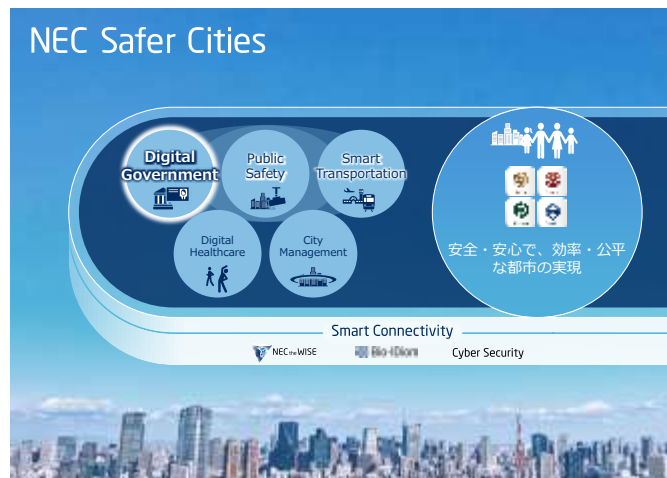 NEC Safer Cities
Digital
Government
Public
Safety
Smart
Transportation
Digital
Healthcare
City
Management
安全・安心で、効率・公平
な都市の実現
Smart Connectivity
NEC the WISE
Bio-IDiom
Cyber Security